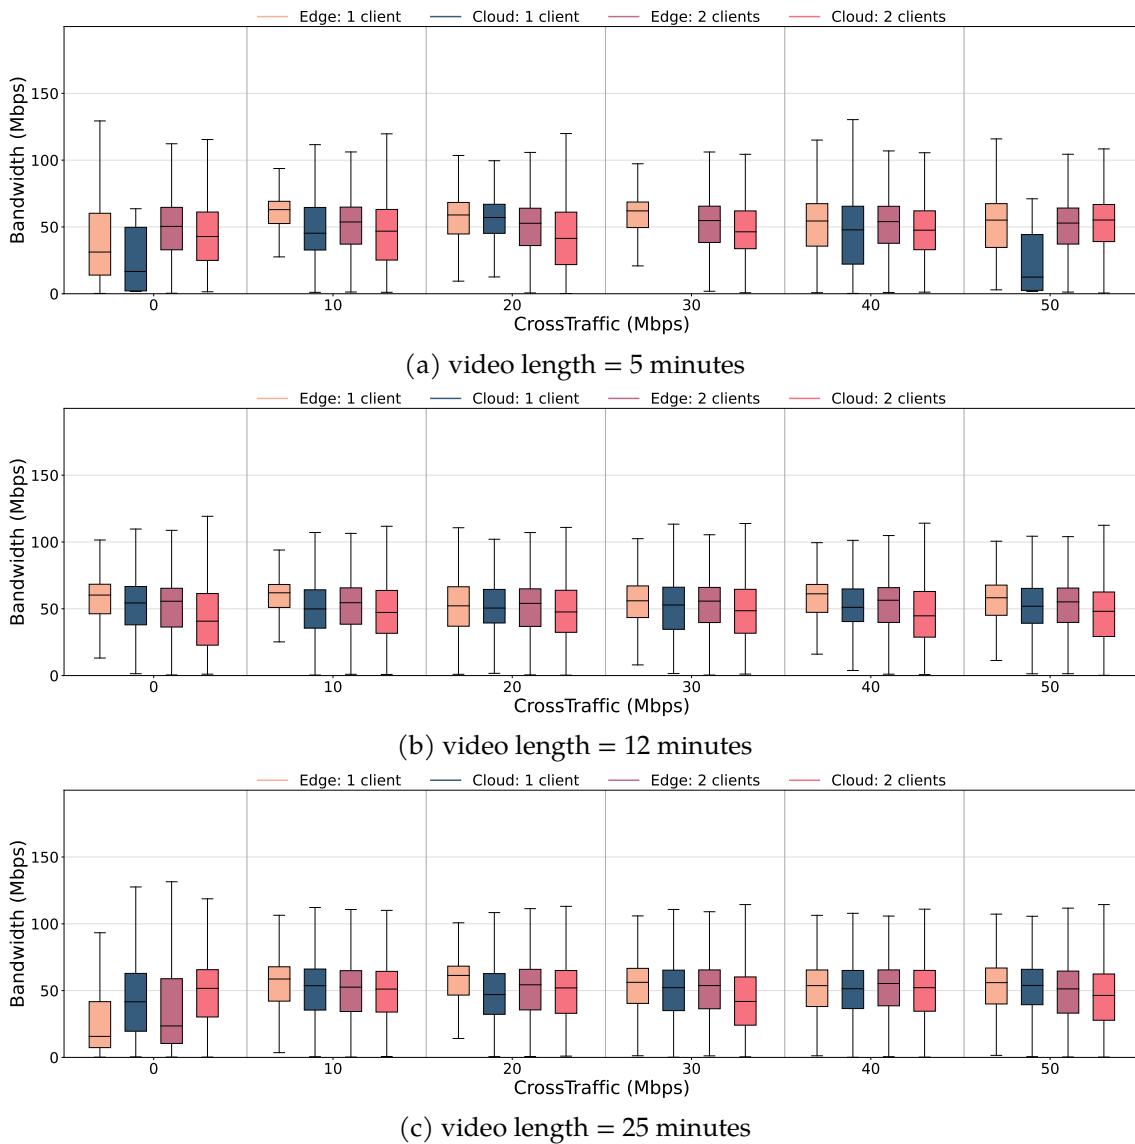 Edge: 1 client Cloud: 1 client Edge: 2 clients Cloud: 2 clients
Bandwidth (Mbps)
150
100
50
0
0 10 20 30 40 50
CrossTraffic (Mbps)
(a) video length = 5 minutes
Edge: 1 client Cloud: 1 client Edge: 2 clients Cloud: 2 clients
Bandwidth (Mbps)
150
100
50
0
0 10 20 30 40 50
CrossTraffic (Mbps)
(b) video length = 12 minutes
Edge: 1 client Cloud: 1 client Edge: 2 clients Cloud: 2 clients
Bandwidth (Mbps)
150
100
50
0
0 10 20 30 40 50
CrossTraffic (Mbps)
(c) video length = 25 minutes